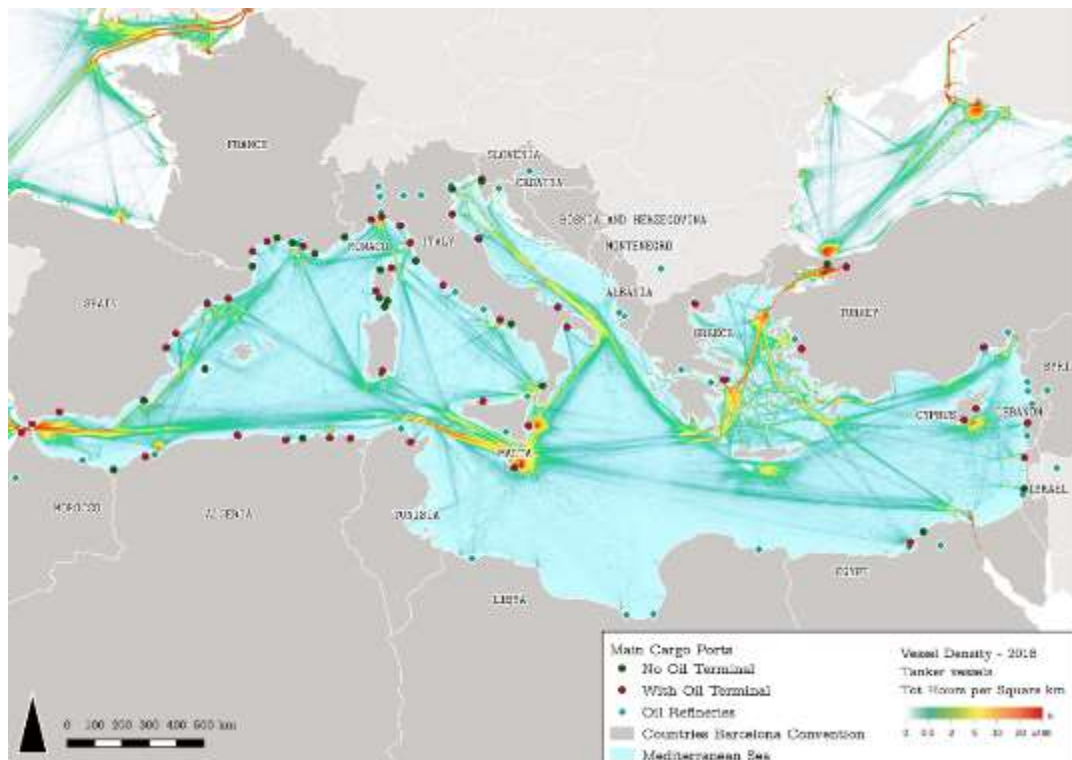 FRANCE
SLOVENIA
CROATIA
BOSNIA AND HERSEGOVINA
MONACO
ITALY
MONTENEGRO
ALBANIA
SPAIN
GREECE
TURKEY
SYRI
CYPRUS
LEBANON
MALTA
ISRAEL
MOROCCO
ALGERIA
TUNISIA
EGYPT
LIBYA
Main Cargo Ports
No Oil Terminal
With Oil Terminal
Oil Refineries
Countries Barcelona Convention
Mediterranean Sea
Vessel Density - 2018
Tanker vessels
Tot Hours per Square km
0 100 200 300 400 500 km